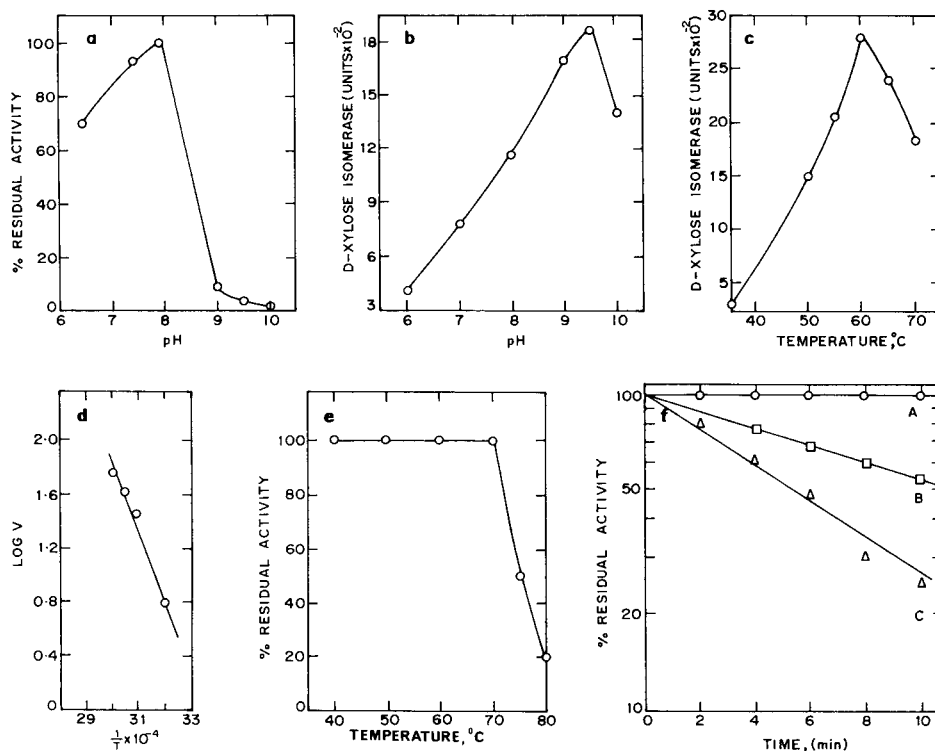 a
% RESIDUAL ACTIVITY
100
80
60
40
20
0
6 7 8 9 10
pH
b
D-XYLOSE ISOMERASE (UNITS×10⁻²)
18
15
12
9
6
3
6 7 8 9 10
pH
c
D-XYLOSE ISOMERASE (UNITS×10⁻²)
30
25
20
15
10
5
40 50 60 70
TEMPERATURE,°C
d
LOG V
2·0
1·6
1·2
0·8
0·4
0
29 31 33
1/T ×10⁻⁴
e
% RESIDUAL ACTIVITY
100
80
60
40
20
40 50 60 70 80
TEMPERATURE, °C
f
% RESIDUAL ACTIVITY
100
50
20
10
A
B
C
0 2 4 6 8 10
TIME, (min)